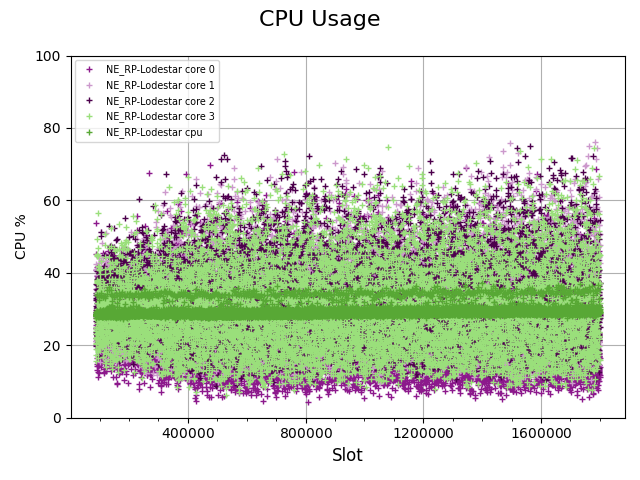 CPU Usage
100
80
60
40
20
0
CPU %
NE_RP-Lodestar core 0
NE_RP-Lodestar core 1
NE_RP-Lodestar core 2
NE_RP-Lodestar core 3
NE_RP-Lodestar cpu
400000 800000 1200000 1600000
Slot